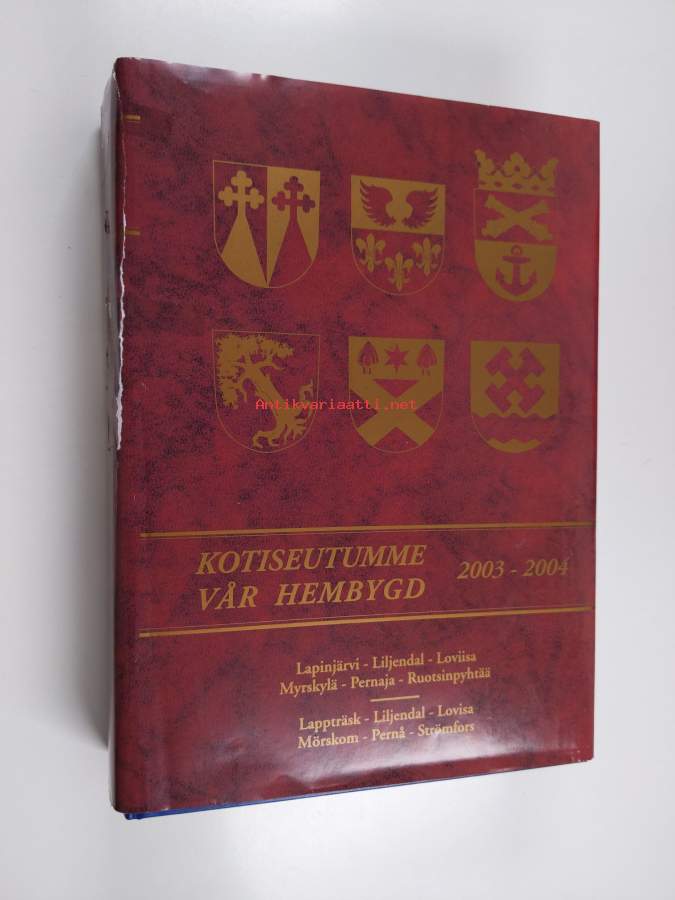 Antikvariaatti.net
KOTISEUTUMME
VÅR HEMBYGD
2003 - 2004
Lapinjärvi - Liljendal - Loviisa
Myrskylä - Pernaja - Ruotsinpyhtää
Lappträsk - Liljendal - Lovisa
Mörskom - Pernå - Strömfors